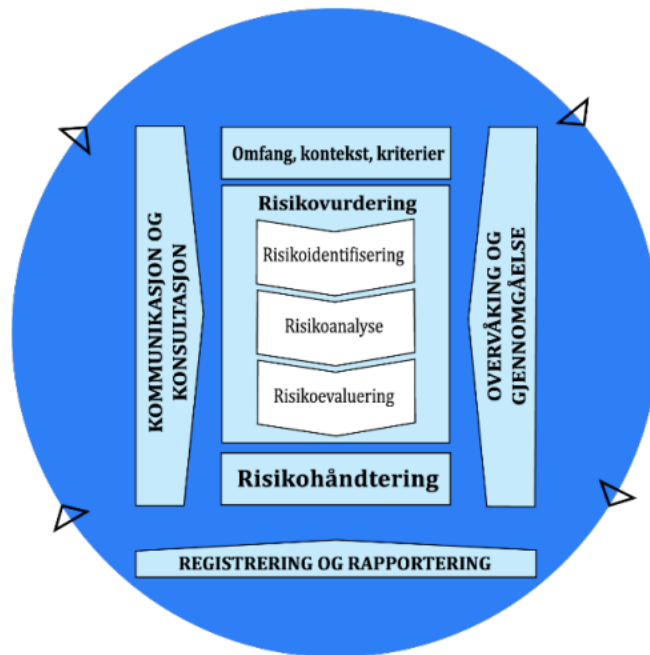 Omfang, kontekst, kriterier
Risikovurdering
Risikoidentifisering
Risikoanalyse
Risikoevaluering
Risikohåndtering
KOMMUNIKASJON OG
KONSULTASJON
OVERVÅKING OG
GJENNOMGÅELSE
REGISTRERING OG RAPPORTERING